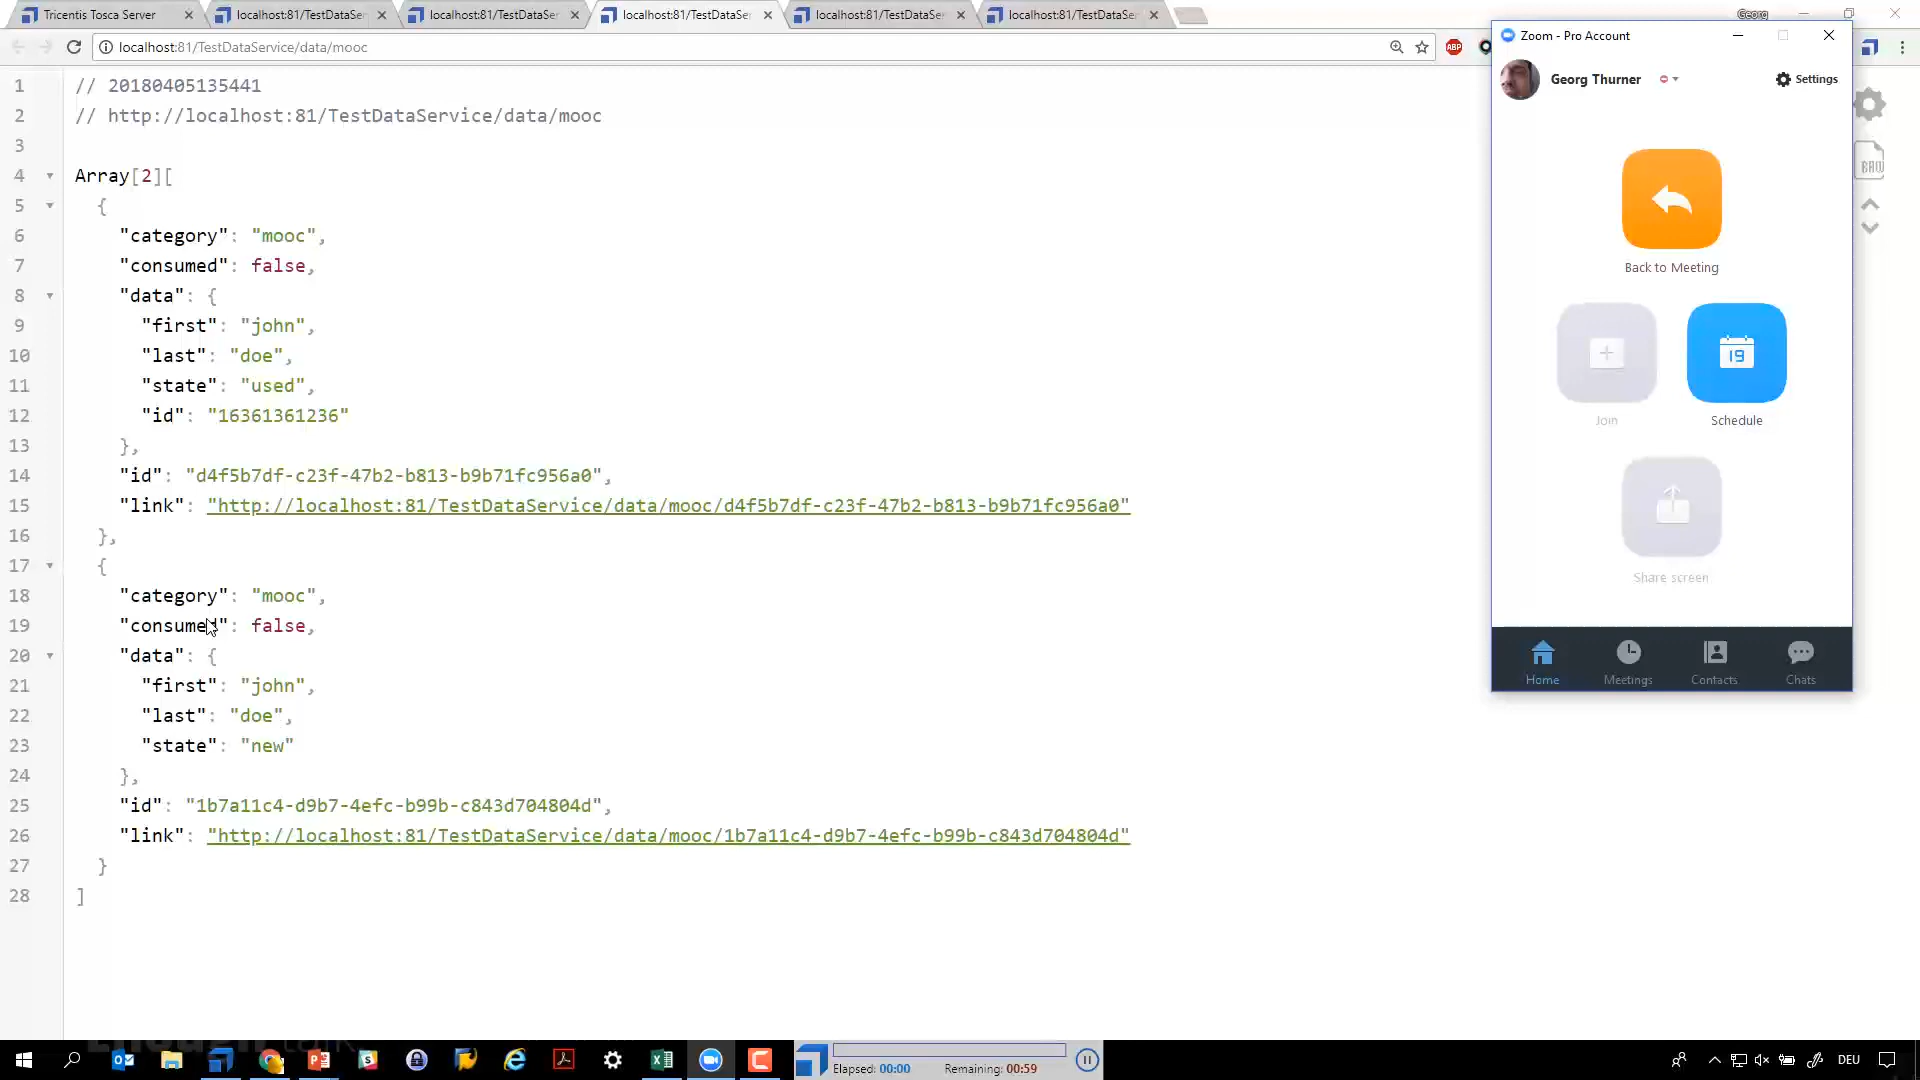 Tricentis Tosca Server
localhost:81/TestDataSer
localhost:81/TestDataSer
localhost:81/TestDataSer
localhost:81/TestDataSer
localhost:81/TestDataSer
Georg
localhost:81/TestDataService/data/mooc
ABP
1 // 20180405135441
2 // http://localhost:81/TestDataService/data/mooc
3
4 Array[2][
5 {
6 "category": "mooc",
7 "consumed": false,
8 "data": {
9 "first": "john",
10 "last": "doe",
11 "state": "used",
12 "id": "16361361236"
13 },
14 "id": "d4f5b7df-c23f-47b2-b813-b9b71fc956a0",
15 "link": "http://localhost:81/TestDataService/data/mooc/d4f5b7df-c23f-47b2-b813-b9b71fc956a0"
16 },
17 {
18 "category": "mooc",
19 "consumed": false,
20 "data": {
21 "first": "john",
22 "last": "doe",
23 "state": "new"
24 },
25 "id": "1b7a11c4-d9b7-4efc-b99b-c843d704804d",
26 "link": "http://localhost:81/TestDataService/data/mooc/1b7a11c4-d9b7-4efc-b99b-c843d704804d"
27 }
28 ]
Zoom - Pro Account
Georg Thurner
Settings
RAW
Back to Meeting
19
Join
Schedule
Share screen
Home
Meetings
Contacts
Chats
Elapsed: 00:00
Remaining: 00:59
DEU